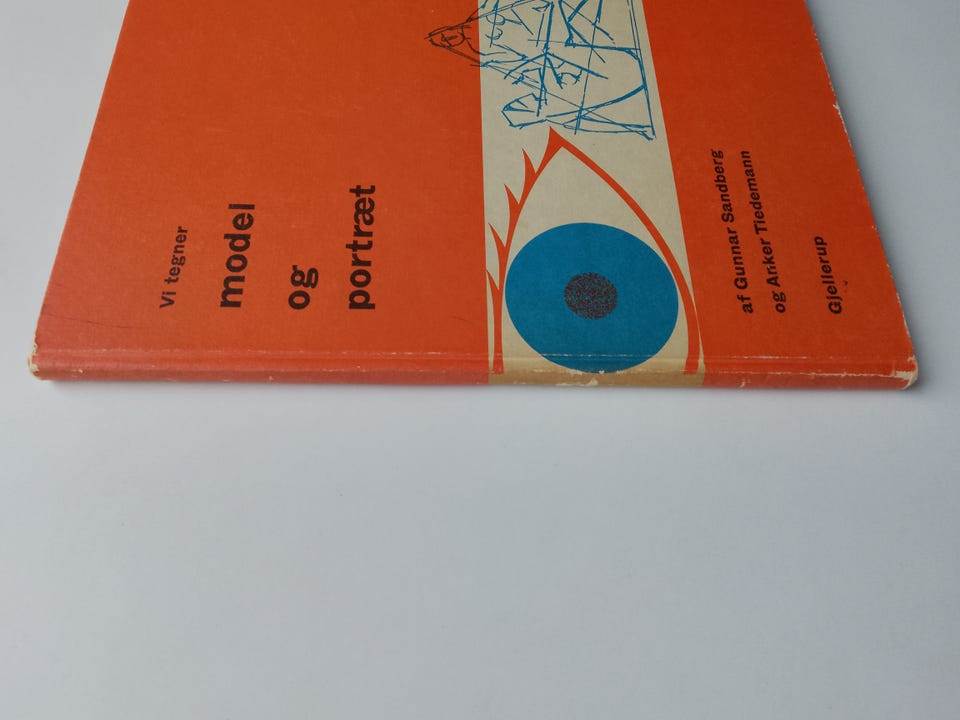 Vi tegner
model
og
portræt
af Gunnar Sandberg
og Anker Tiedemann
Gjellerup